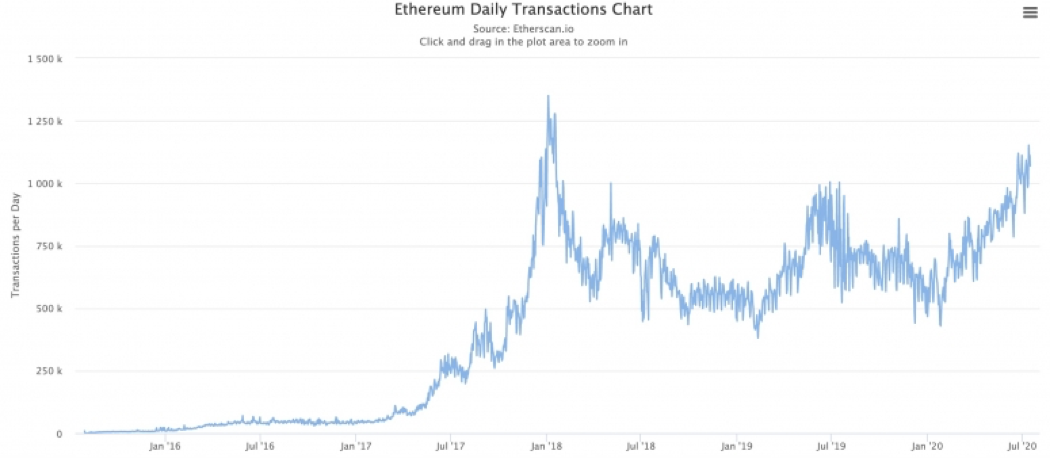 Ethereum Daily Transactions Chart
Source: Etherscan.io
Click and drag in the plot area to zoom in
Transactions per Day
1 500 k
1 250 k
1 000 k
750 k
500 k
250 k
0
Jan '16
Jul '16
Jan '17
Jul '17
Jan '18
Jul '18
Jan '19
Jul '19
Jan '20
Jul '20